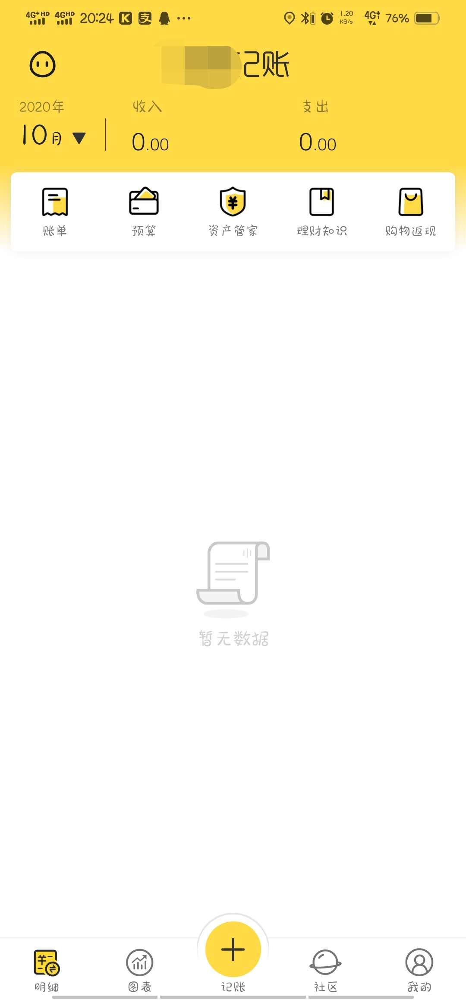 4G+ HD 4GHD 20:24 K 支 ... 1.20 KB/s 4G+ 76%
记账
2020年 收入 支出
10月 0.00 0.00
账单 预算 资产管家 理财知识 购物返现
暂无数据
明细 图表 记账 社区 我的